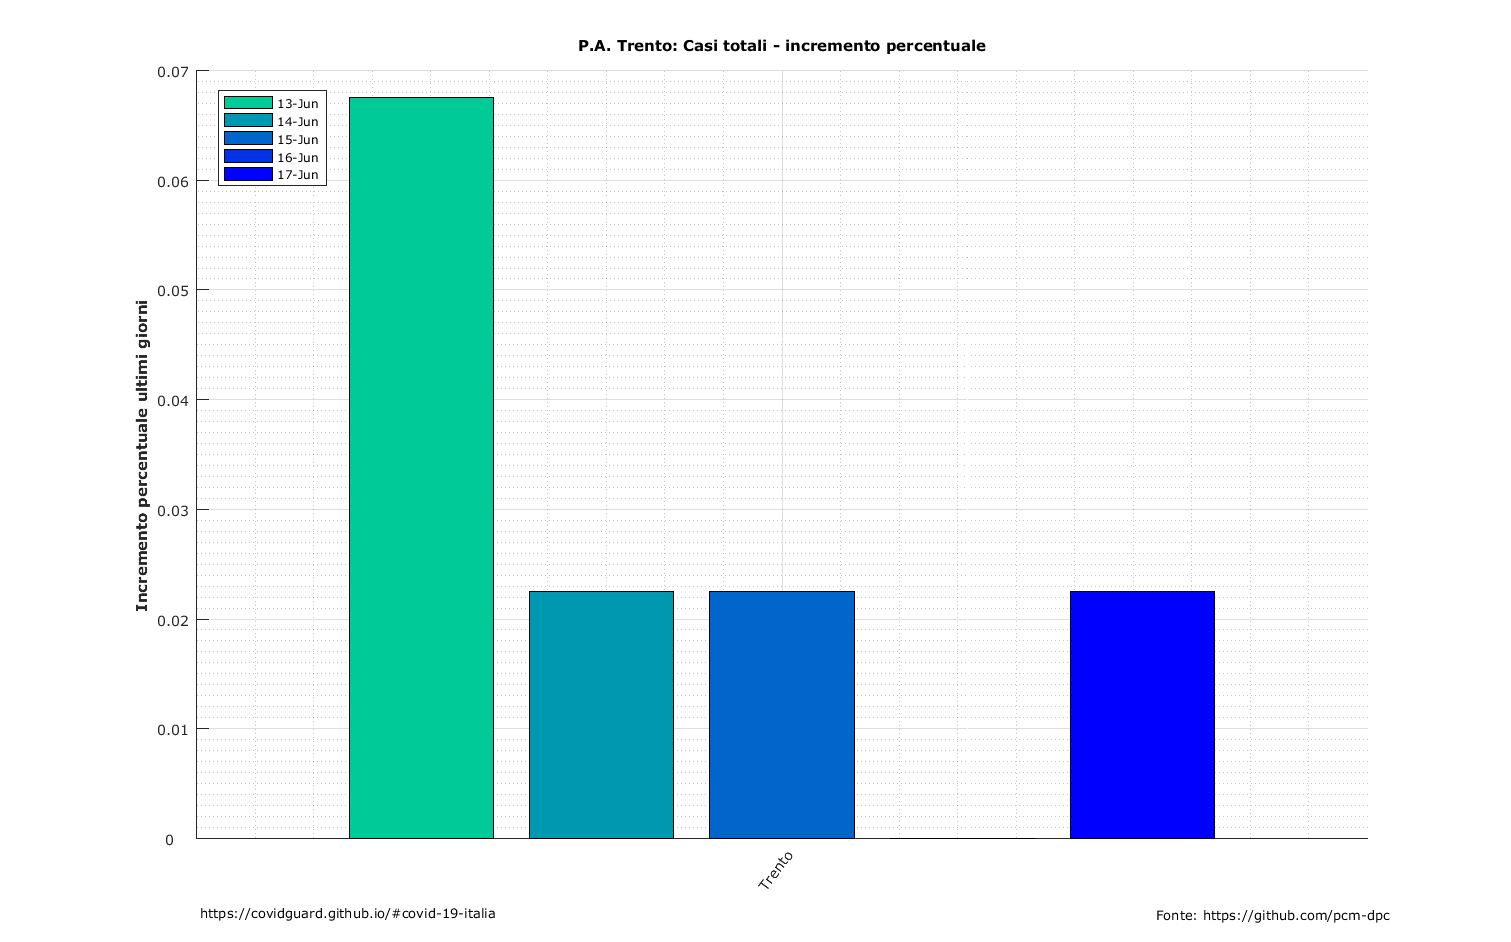 P.A. Trento: Casi totali - incremento percentuale
0.07
0.06
0.05
0.04
0.03
0.02
0.01
0
Incremento percentuale ultimi giorni
13-Jun
14-Jun
15-Jun
16-Jun
17-Jun
Trento
https://covidguard.github.io/#covid-19-italia
Fonte: https://github.com/pcm-dpc